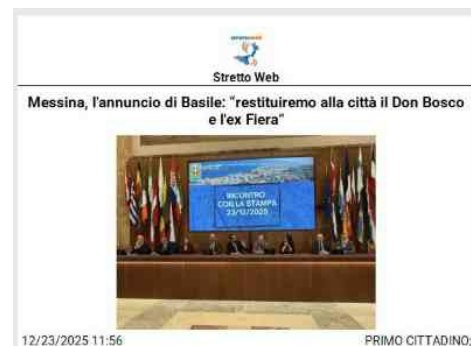 strettoweb
Stretto Web
Messina, l'annuncio di Basile: “restituiremo alla città il Don Bosco
e l'ex Fiera”
INCONTRO
CON LA STAMPA
23/12/2025
12/23/2025 11:56
PRIMO CITTADINO;